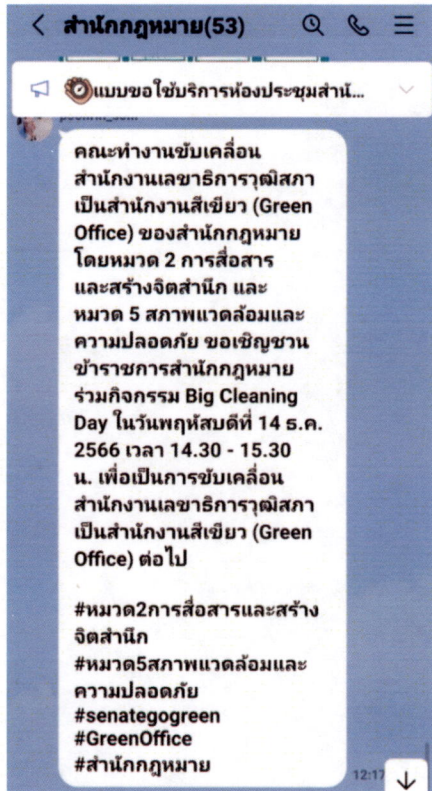 สำนักกฎหมาย(53)
แบบขอใช้บริการห้องประชุมสำนั...
คณะทำงานขับเคลื่อน
สำนักงานเลขาธิการวุฒิสภา
เป็นสำนักงานสีเขียว (Green
Office) ของสำนักกฎหมาย
โดยหมวด 2 การสื่อสาร
และสร้างจิตสำนึก และ
หมวด 5 สภาพแวดล้อมและ
ความปลอดภัย ขอเชิญชวน
ข้าราชการสำนักกฎหมาย
ร่วมกิจกรรม Big Cleaning
Day ในวันพฤหัสบดีที่ 14 ธ.ค.
2566 เวลา 14.30 - 15.30
น. เพื่อเป็นการขับเคลื่อน
สำนักงานเลขาธิการวุฒิสภา
เป็นสำนักงานสีเขียว (Green
Office) ต่อไป
#หมวด2การสื่อสารและสร้าง
จิตสำนึก
#หมวด5สภาพแวดล้อมและ
ความปลอดภัย
#senategogreen
#GreenOffice
#สำนักกฎหมาย
12:17